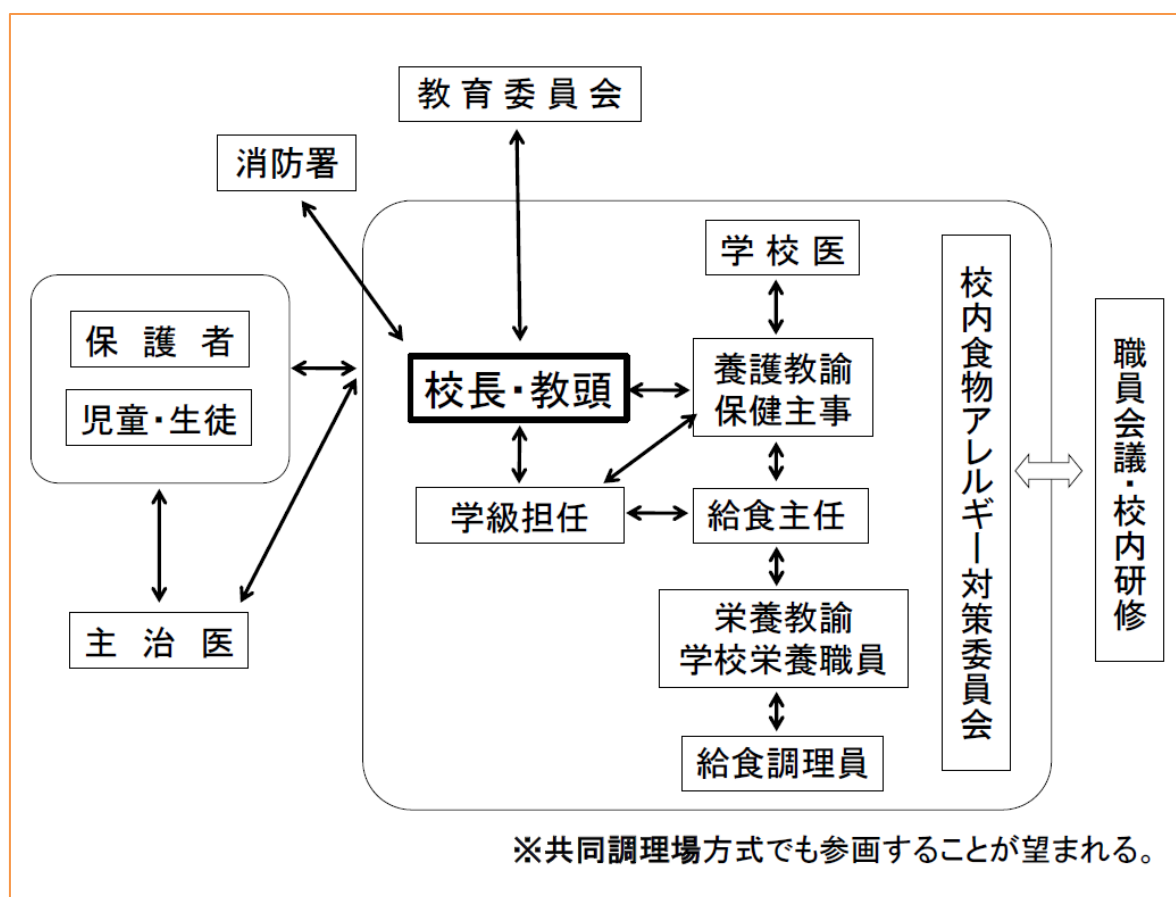 教育委員会
消防署
学校医
保護者
児童・生徒
校長・教頭
養護教諭
保健主事
学級担任
給食主任
主治医
栄養教諭
学校栄養職員
給食調理員
校内食物アレルギー対策委員会
職員会議・校内研修
※共同調理場方式でも参画することが望まれる。